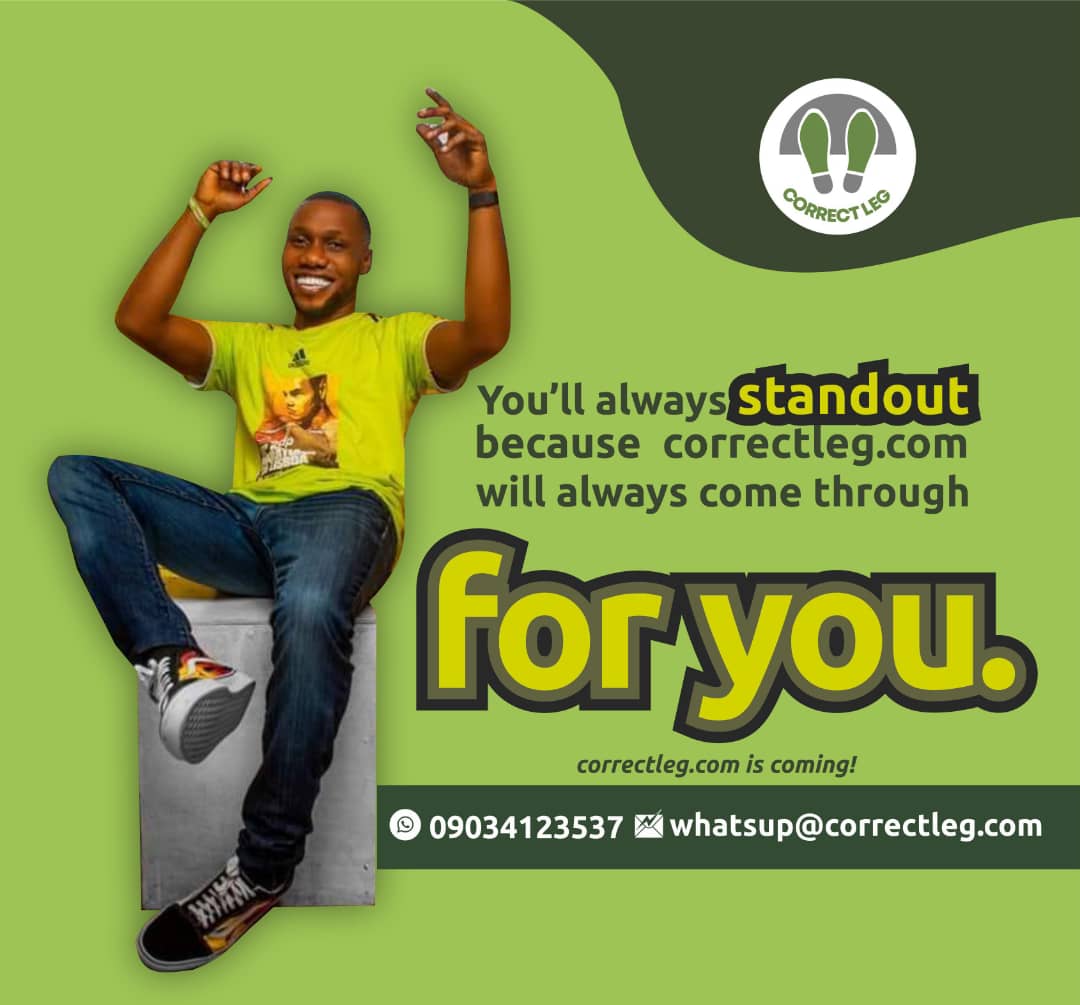 CORRECT LEG
You'll always standout
because correctleg.com
will always come through
for you.
correctleg.com is coming!
09034123537 whatsup@correctleg.com